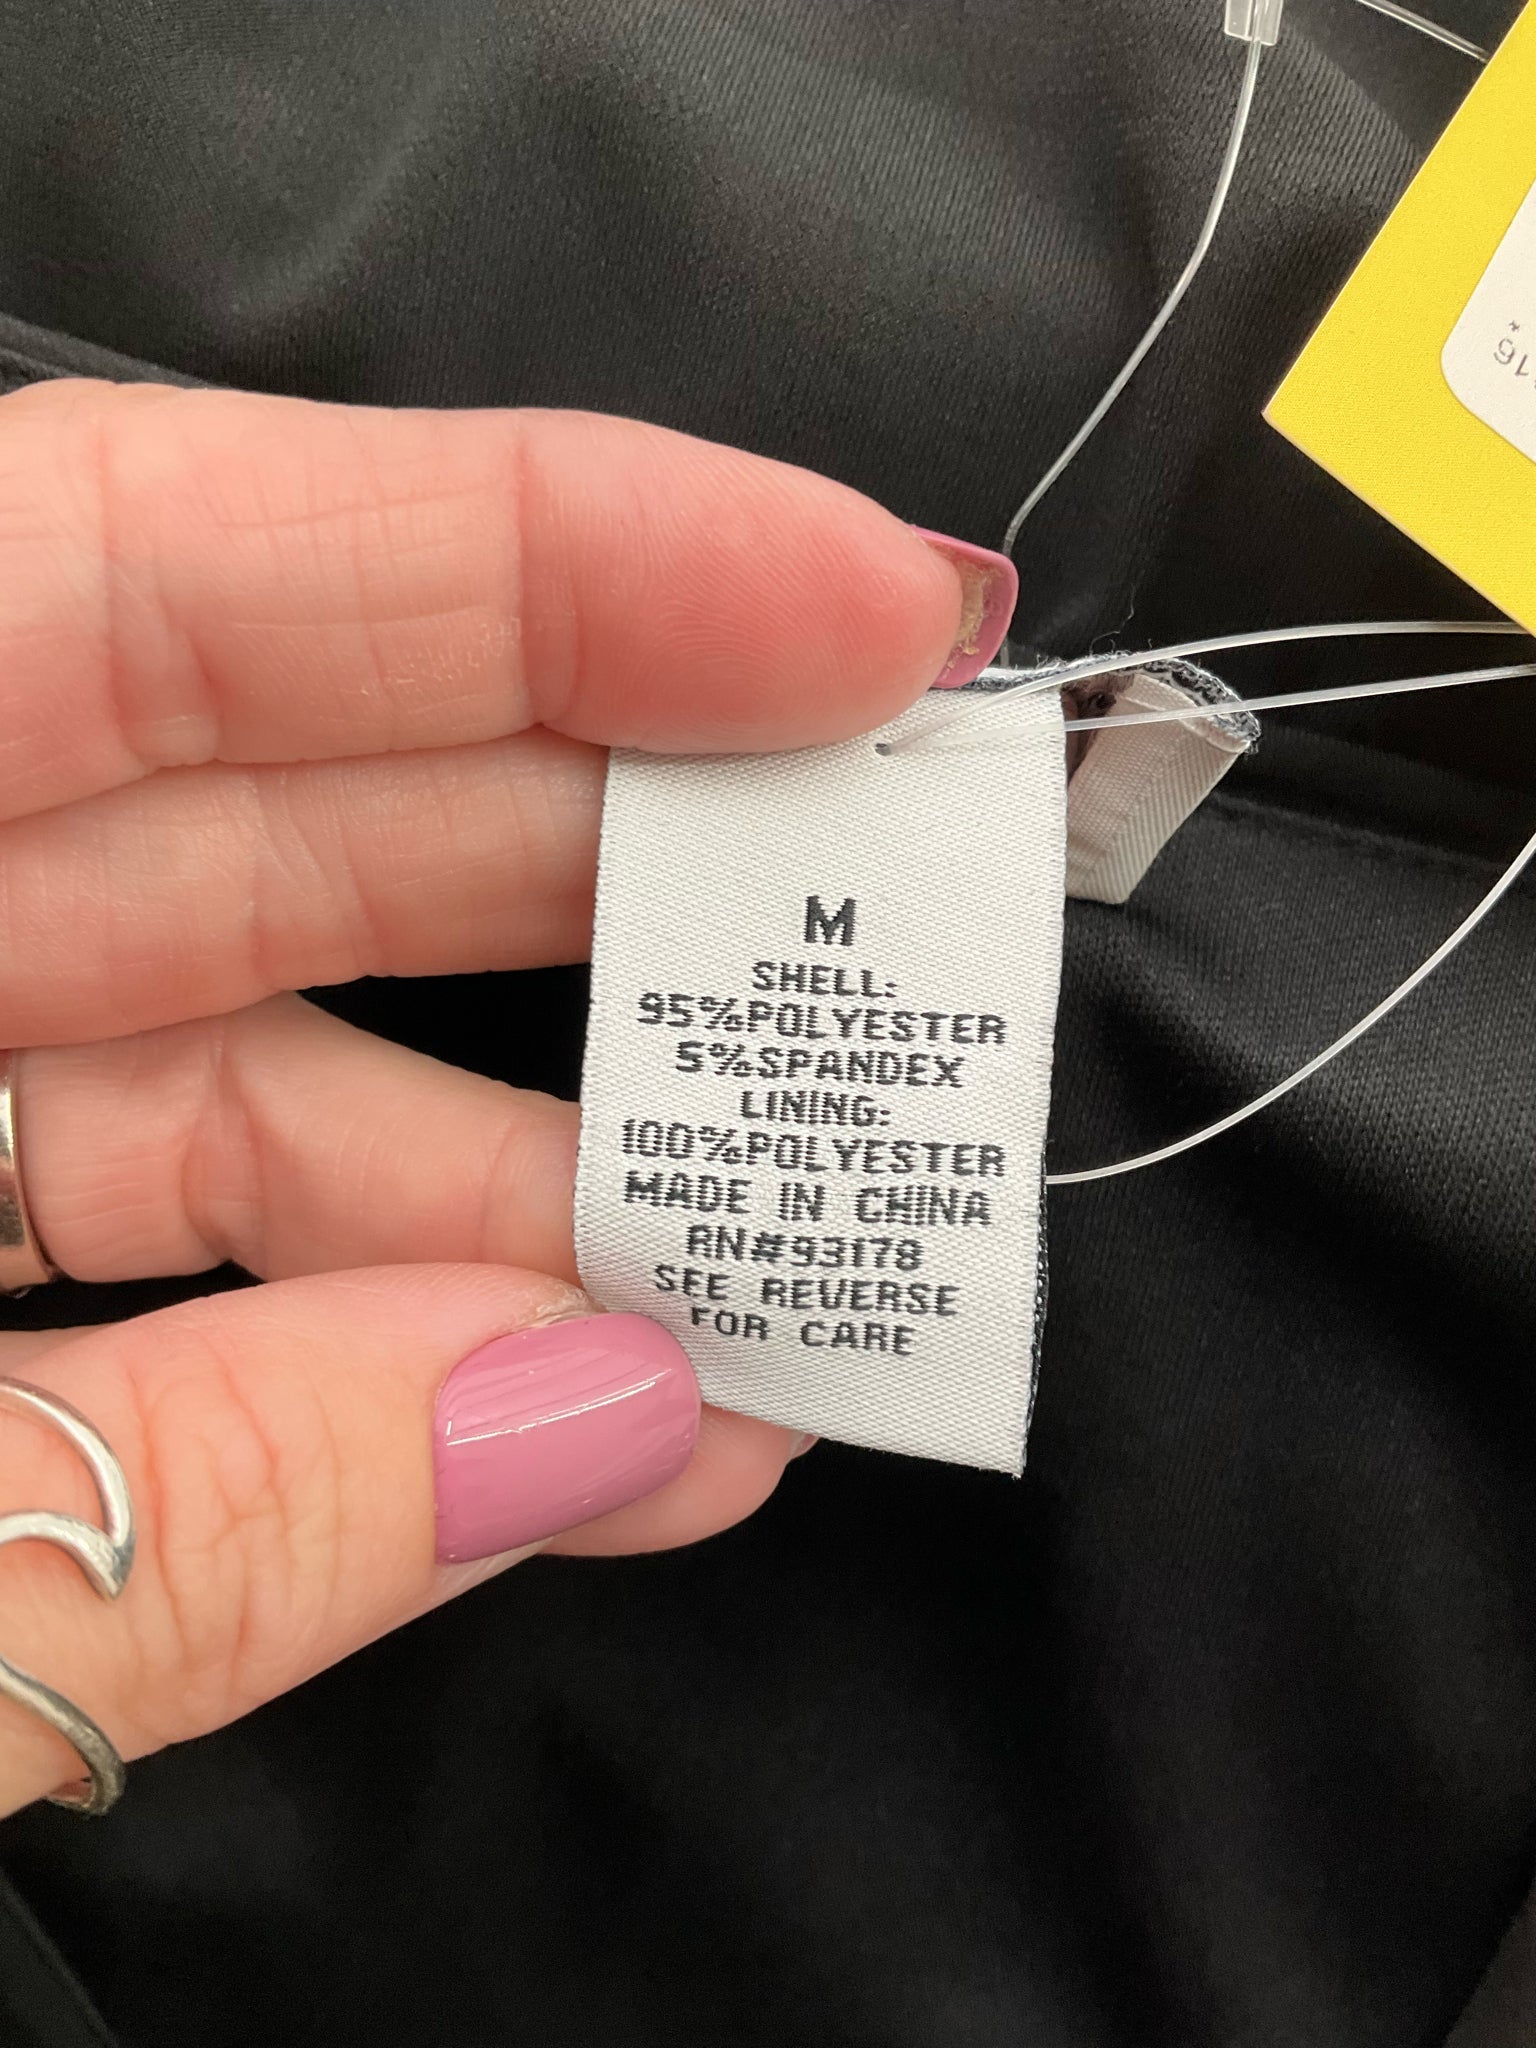 M
SHELL:
95%POLYESTER
5%SPANDEX
LINING:
100%POLYESTER
MADE IN CHINA
RN#93178
SEE REVERSE
FOR CARE